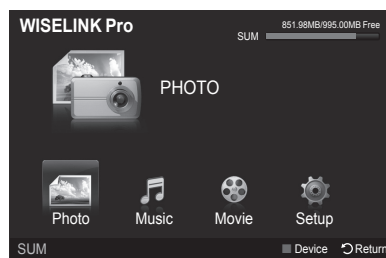 WISELINK Pro
851.98MB/995.00MB Free
SUM
PHOTO
Photo Music Movie Setup
SUM Device Return